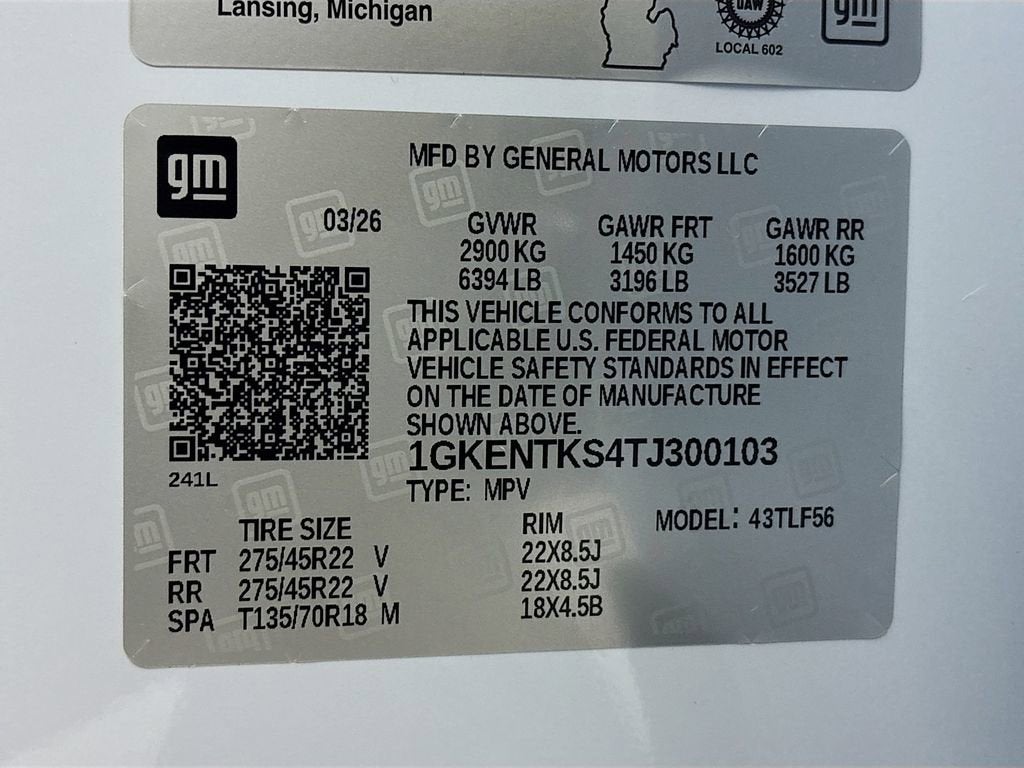 Lansing, Michigan
UAW
LOCAL 602
gm
gm
MFD BY GENERAL MOTORS LLC
03/26
GVWR GAWR FRT GAWR RR
2900 KG 1450 KG 1600 KG
6394 LB 3196 LB 3527 LB
THIS VEHICLE CONFORMS TO ALL
APPLICABLE U.S. FEDERAL MOTOR
VEHICLE SAFETY STANDARDS IN EFFECT
ON THE DATE OF MANUFACTURE
SHOWN ABOVE.
1GKENTKS4TJ300103
241L
TYPE: MPV
TIRE SIZE RIM MODEL: 43TLF56
FRT 275/45R22 V 22X8.5J
RR 275/45R22 V 22X8.5J
SPA T135/70R18 M 18X4.5B